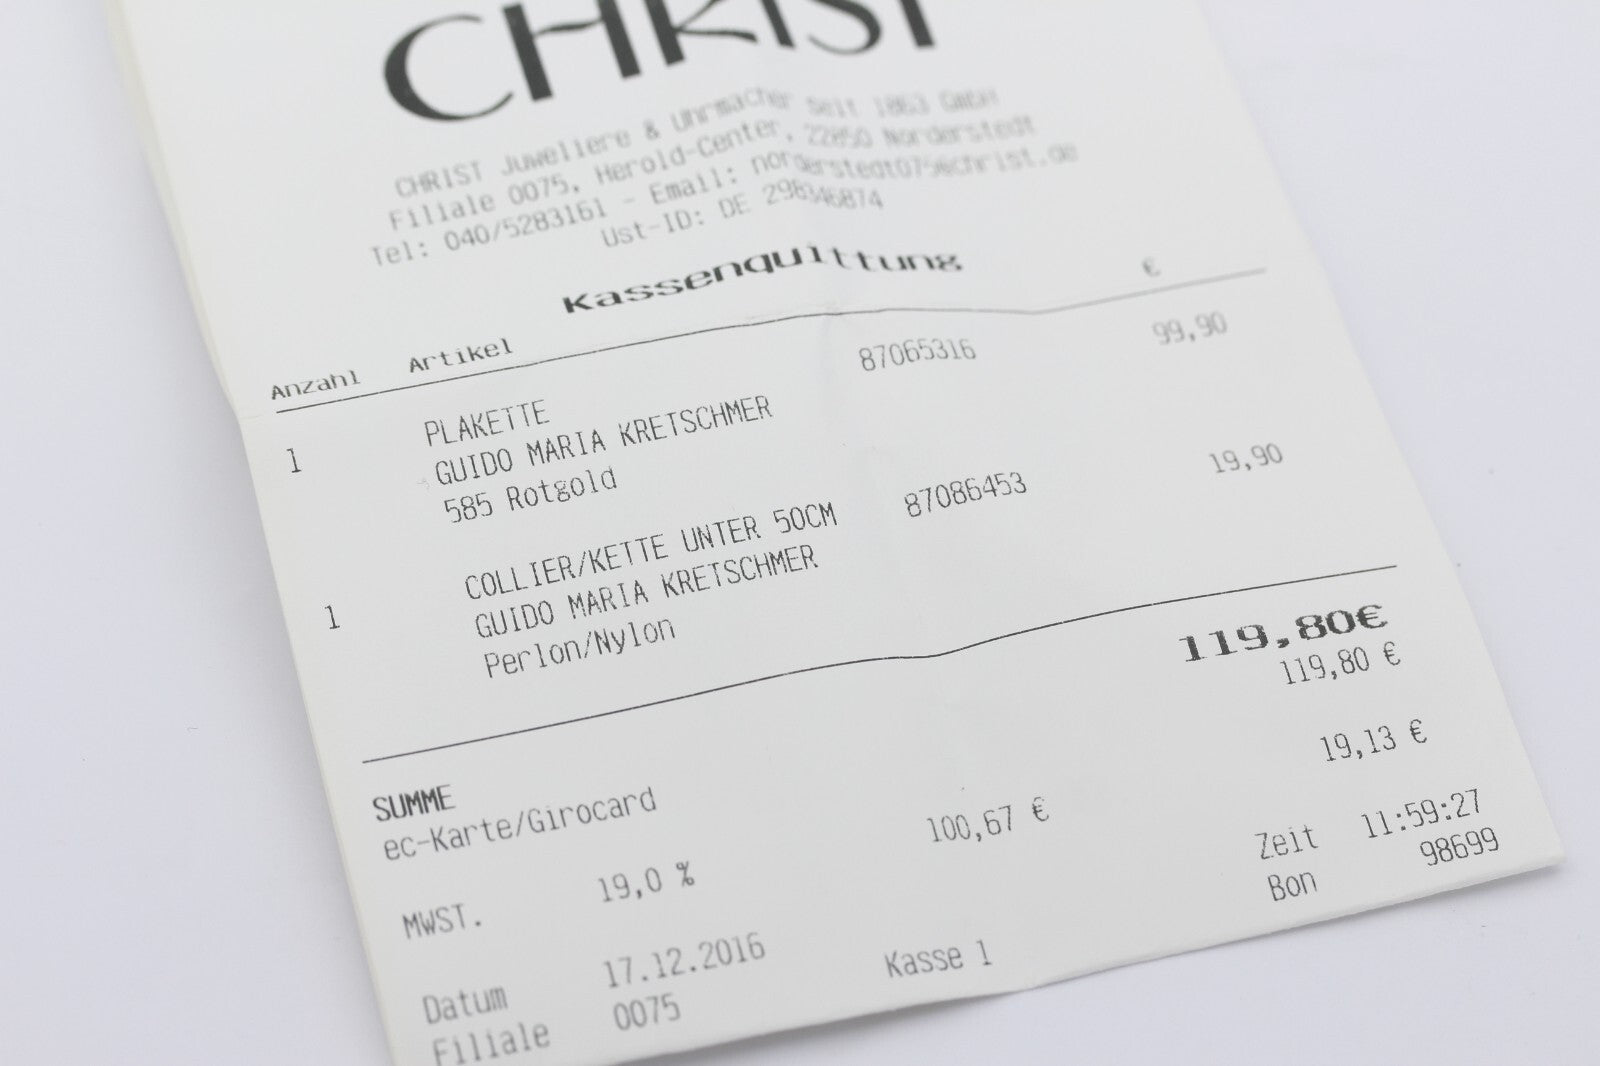 CHRIST
CHRIST Juweliere & Uhrmacher seit 1863 GmbH
Filiale 0075, Herold-Center, 22850 Norderstedt
Tel: 040/5283161 - Email: norderstedt075@christ.de
Ust-ID: DE 298346874
Kassenquittung
Anzahl Artikel €
1 PLAKETTE 87065316 99,90
GUIDO MARIA KRETSCHMER
585 Rotgold
1 COLLIER/KETTE UNTER 50CM 87086453 19,90
GUIDO MARIA KRETSCHMER
Perlon/Nylon
SUMME 119,80€
ec-Karte/Girocard 119,80 €
MWST. 19,0 % 100,67 € 19,13 €
Datum 17.12.2016 Zeit 11:59:27
Filiale 0075 Kasse 1 Bon 98699